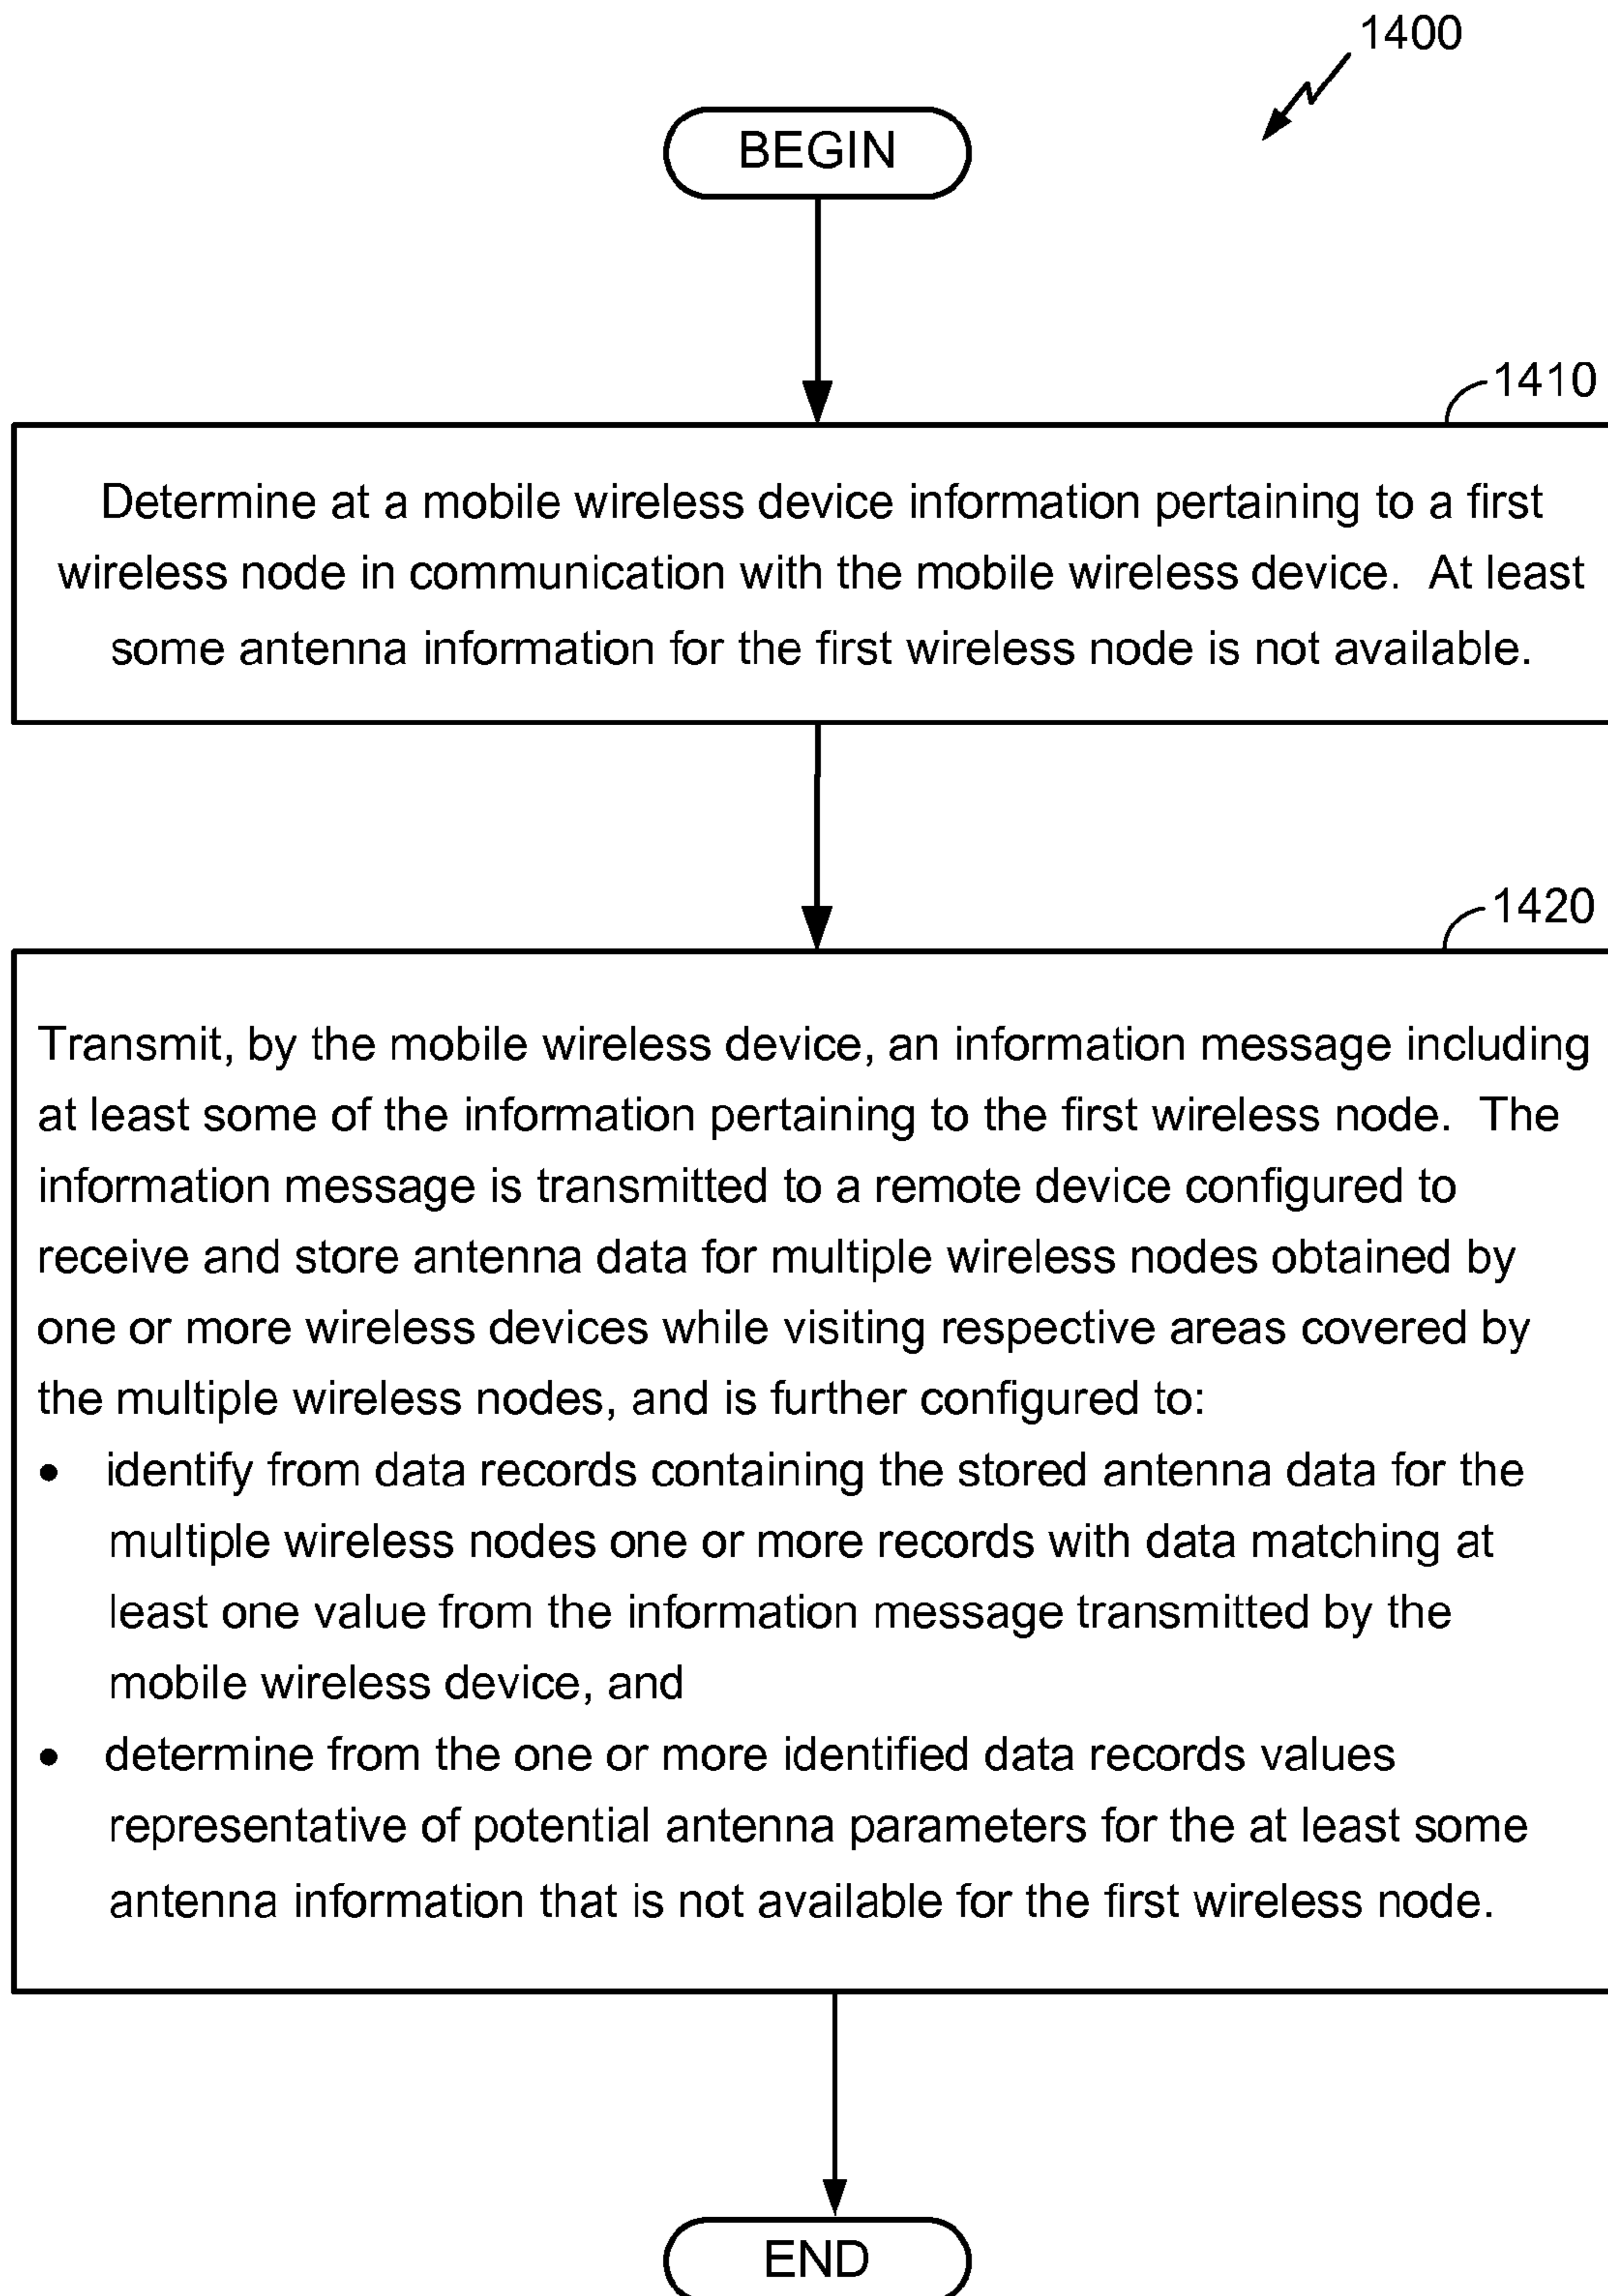 1400
BEGIN
1410
Determine at a mobile wireless device information pertaining to a first
wireless node in communication with the mobile wireless device. At least
some antenna information for the first wireless node is not available.
1420
Transmit, by the mobile wireless device, an information message including
at least some of the information pertaining to the first wireless node. The
information message is transmitted to a remote device configured to
receive and store antenna data for multiple wireless nodes obtained by
one or more wireless devices while visiting respective areas covered by
the multiple wireless nodes, and is further configured to:
• identify from data records containing the stored antenna data for the
multiple wireless nodes one or more records with data matching at
least one value from the information message transmitted by the
mobile wireless device, and
• determine from the one or more identified data records values
representative of potential antenna parameters for the at least some
antenna information that is not available for the first wireless node.
END